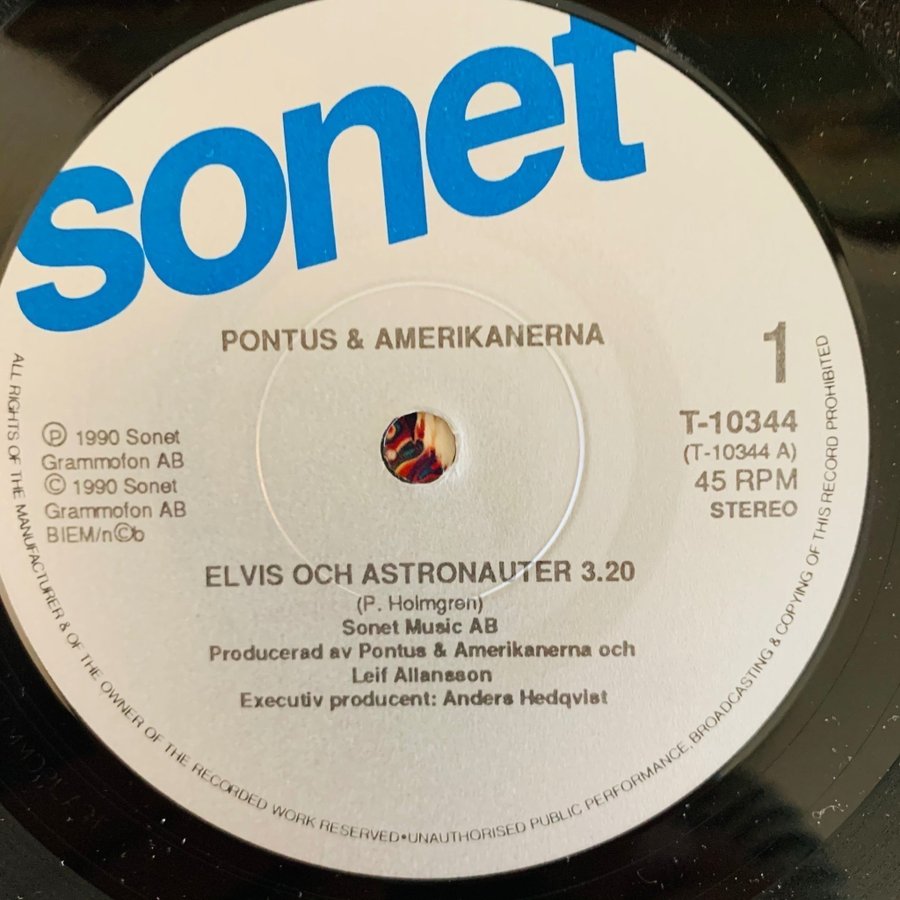 sonet
PONTUS & AMERIKANERNA
1
Ⓟ 1990 Sonet
Grammofon AB
© 1990 Sonet
Grammofon AB
BIEM/n©b
T-10344
(T-10344 A)
45 RPM
STEREO
ELVIS OCH ASTRONAUTER 3.20
(P. Holmgren)
Sonet Music AB
Producerad av Pontus & Amerikanerna och
Leif Allansson
Executiv producent: Anders Hedqvist
ALL RIGHTS OF THE MANUFACTURER & OF THE OWNER OF THE RECORDED WORK RESERVED•UNAUTHORISED PUBLIC PERFORMANCE, BROADCASTING & COPYING OF THIS RECORD PROHIBITED